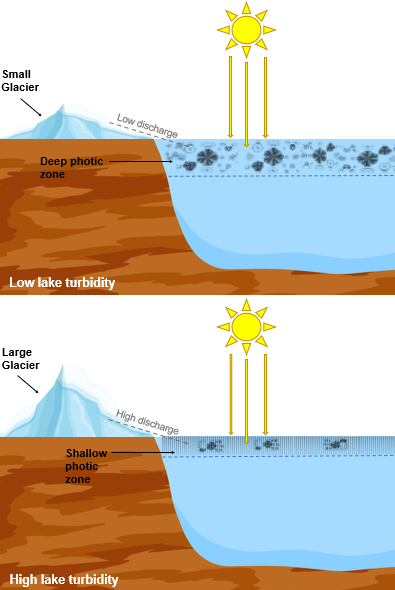 Small
Glacier
Low discharge
Deep photic
zone
Low lake turbidity
Large
Glacier
High discharge
Shallow
photic
zone
High lake turbidity